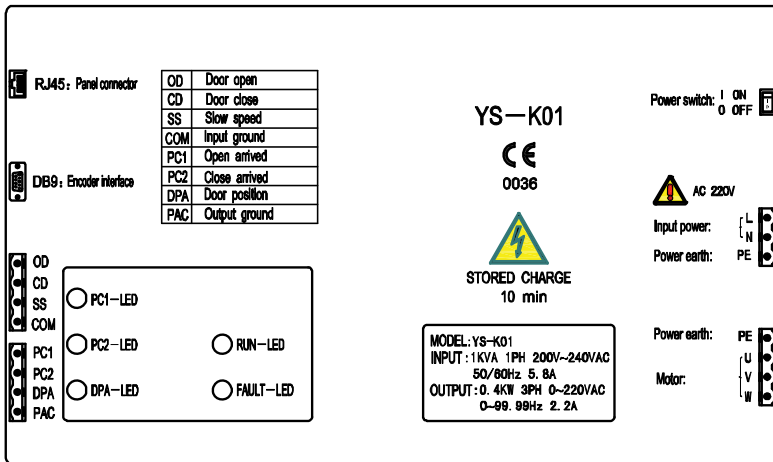 RJ45: Panel connector
DB9: Encoder interface
OD Door open
CD Door close
SS Slow speed
COM Input ground
PC1 Open arrived
PC2 Close arrived
DPA Door position
PAC Output ground
OD
CD
SS
COM
PC1
PC2
DPA
PAC
PC1-LED
PC2-LED
DPA-LED
RUN-LED
FAULT-LED
YS-K01
CE
0036
STORED CHARGE
10 min
MODEL:YS-K01
INPUT:1KVA 1PH 200V~240VAC
50/60Hz 5.8A
OUTPUT:0.4KW 3PH 0~220VAC
0~99.99Hz 2.2A
Power switch: I ON
O OFF
AC 220V
Input power: L
N
Power earth: PE
Power earth: PE
Motor: U
V
W